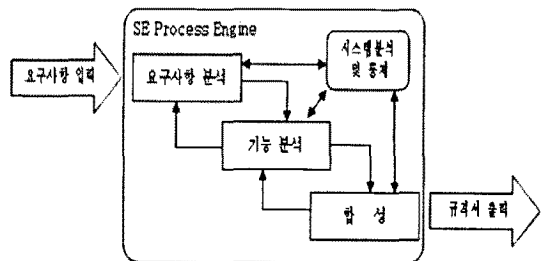 SE Process Engine
요구사항 입력
요구사항 분석
시스템분석
및 통제
기능 분석
합 성
규격서 출력